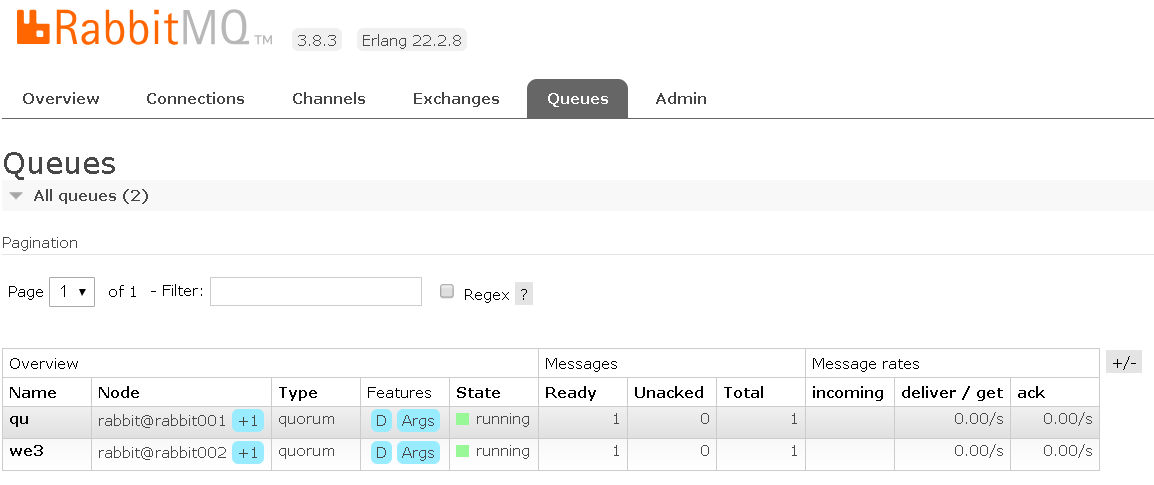 RabbitMQ TM 3.8.3 Erlang 22.2.8
Overview Connections Channels Exchanges Queues Admin
Queues
All queues (2)
Pagination
Page 1 of 1 - Filter: Regex ?
Overview Messages Message rates +/-
Name Node Type Features State Ready Unacked Total incoming deliver / get ack
qu rabbit@rabbit001 +1 quorum D Args running 1 0 1 0.00/s 0.00/s
we3 rabbit@rabbit002 +1 quorum D Args running 1 0 1 0.00/s 0.00/s